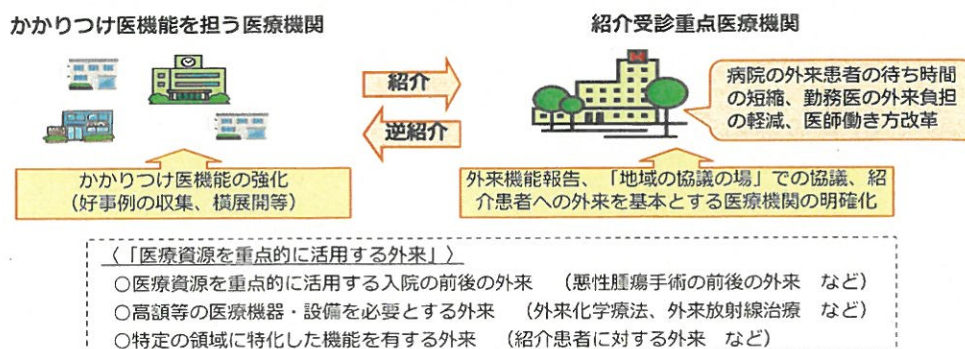 かかりつけ医機能を担う医療機関
紹介受診重点医療機関
紹介
逆紹介
病院の外来患者の待ち時間
の短縮、勤務医の外来負担
の軽減、医師働き方改革
かかりつけ医機能の強化
（好事例の収集、横展開等）
外来機能報告、「地域の協議の場」での協議、紹
介患者への外来を基本とする医療機関の明確化
〈「医療資源を重点的に活用する外来」〉
○医療資源を重点的に活用する入院の前後の外来　（悪性腫瘍手術の前後の外来　など）
○高額等の医療機器・設備を必要とする外来　（外来化学療法、外来放射線治療　など）
○特定の領域に特化した機能を有する外来　（紹介患者に対する外来　など）